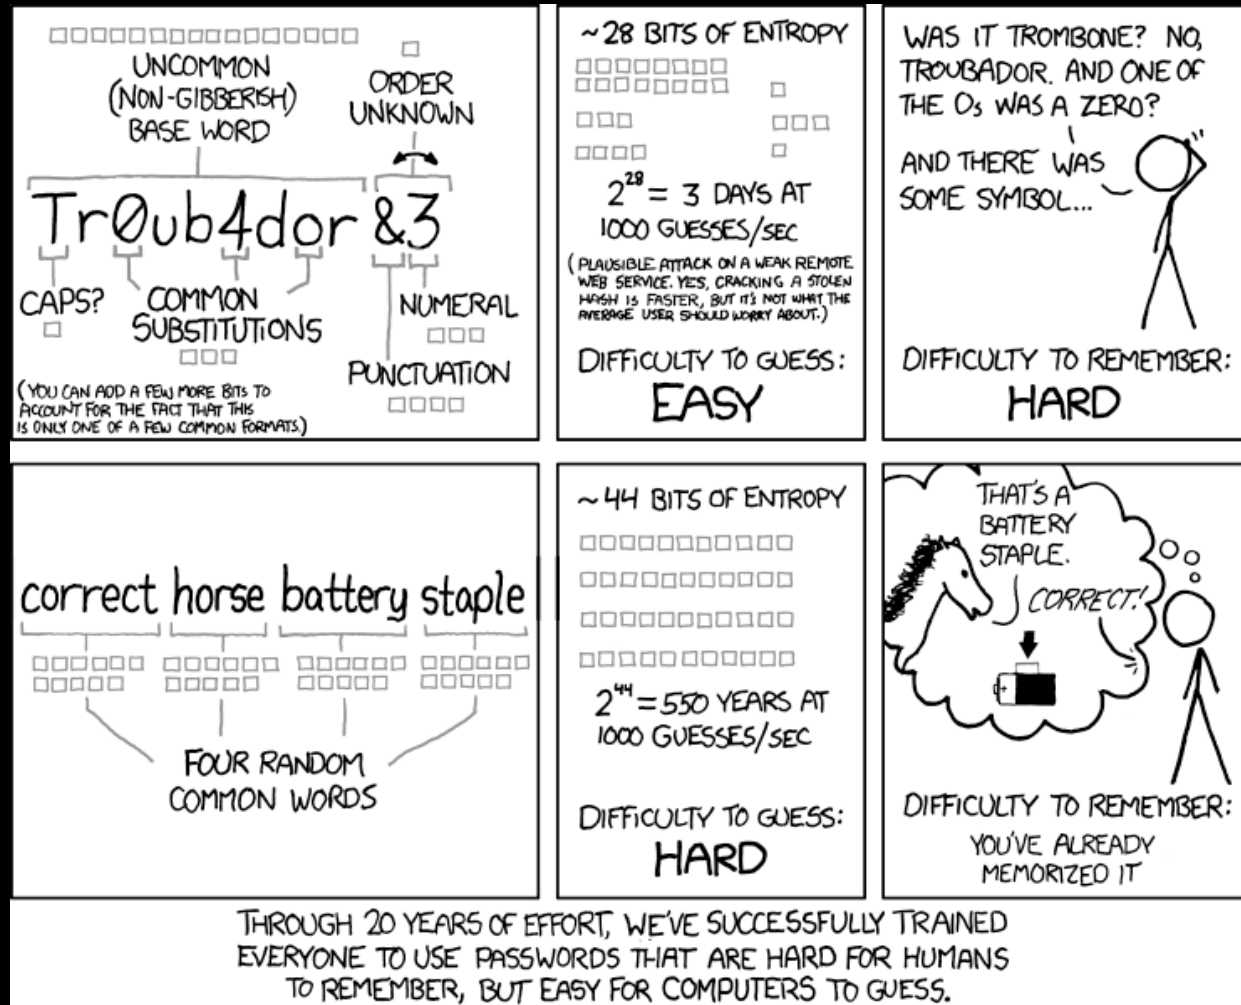 UNCOMMON
(NON-GIBBERISH)
BASE WORD
ORDER
UNKNOWN
Tr0ub4dor &3
CAPS?
COMMON
SUBSTITUTIONS
NUMERAL
PUNCTUATION
(YOU CAN ADD A FEW MORE BITS TO
ACCOUNT FOR THE FACT THAT THIS
IS ONLY ONE OF A FEW COMMON FORMATS.)
~28 BITS OF ENTROPY
2^28 = 3 DAYS AT
1000 GUESSES/SEC
(PLAUSIBLE ATTACK ON A WEAK REMOTE
WEB SERVICE. YES, CRACKING A STOLEN
HASH IS FASTER, BUT IT'S NOT WHAT THE
AVERAGE USER SHOULD WORRY ABOUT.)
DIFFICULTY TO GUESS:
EASY
WAS IT TROMBONE? NO,
TROUBADOR. AND ONE OF
THE Os WAS A ZERO?
AND THERE WAS
SOME SYMBOL...
DIFFICULTY TO REMEMBER:
HARD
correct horse battery staple
FOUR RANDOM
COMMON WORDS
~44 BITS OF ENTROPY
2^44 = 550 YEARS AT
1000 GUESSES/SEC
DIFFICULTY TO GUESS:
HARD
THAT'S A
BATTERY
STAPLE.
CORRECT!
+
DIFFICULTY TO REMEMBER:
YOU'VE ALREADY
MEMORIZED IT
THROUGH 20 YEARS OF EFFORT, WE'VE SUCCESSFULLY TRAINED
EVERYONE TO USE PASSWORDS THAT ARE HARD FOR HUMANS
TO REMEMBER, BUT EASY FOR COMPUTERS TO GUESS.